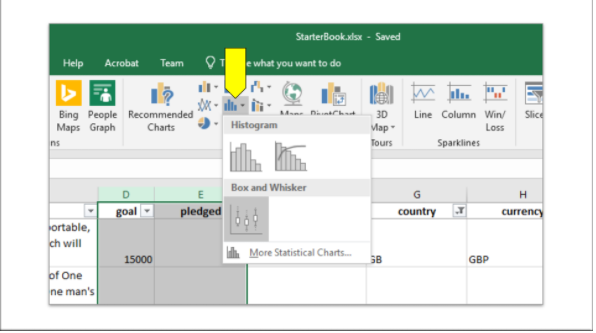 StarterBook.xlsx - Saved
Help Acrobat Team e what you want to do
Bing Maps
People Graph
Recommended Charts
Maps PivotChart
3D Map
Line Column Win/ Loss
Slice
ns Tours Sparklines
Histogram
Box and Whisker
More Statistical Charts...
D E G H
goal pledged country currency
ortable,
ch will
15000 GB GBP
of One
ne man's